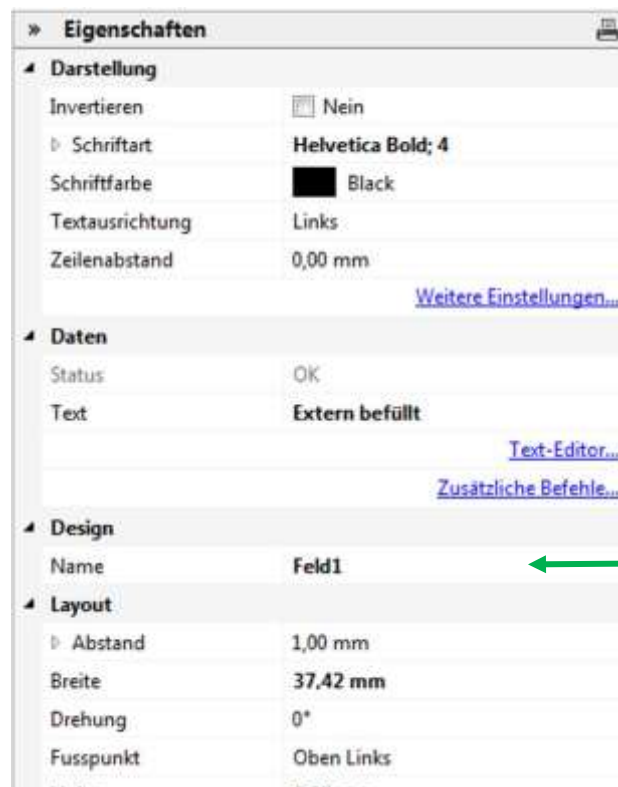 » Eigenschaften
Darstellung
Invertieren Nein
Schriftart Helvetica Bold; 4
Schriftfarbe Black
Textausrichtung Links
Zeilenabstand 0,00 mm
Weitere Einstellungen...
Daten
Status OK
Text Extern befüllt
Text-Editor...
Zusätzliche Befehle...
Design
Name Feld1
Layout
Abstand 1,00 mm
Breite 37,42 mm
Drehung 0°
Fusspunkt Oben Links